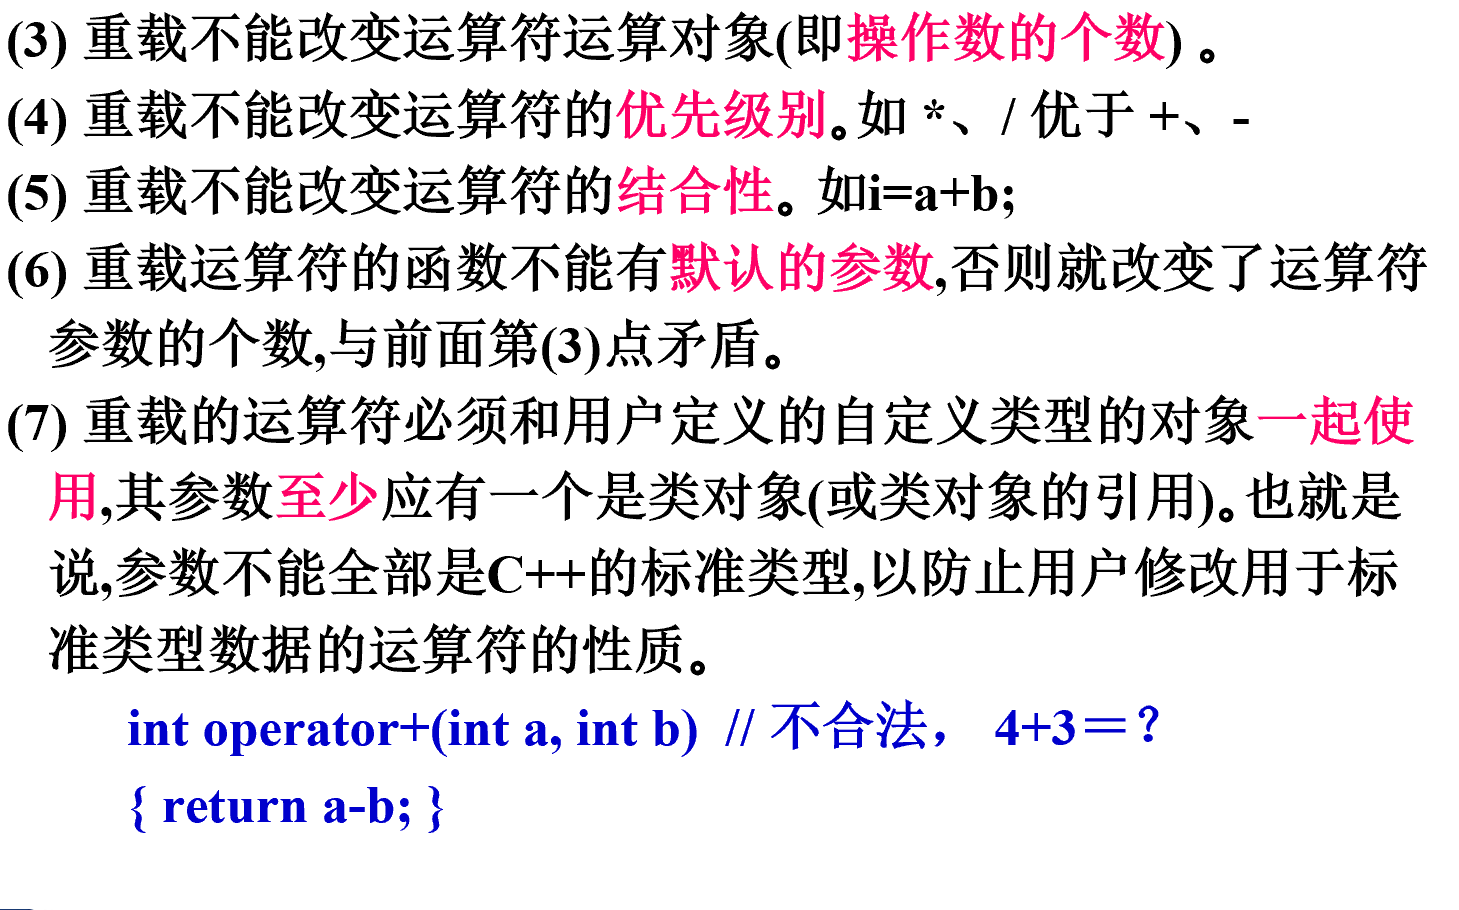 (3) 重载不能改变运算符运算对象(即操作数的个数) 。
(4) 重载不能改变运算符的优先级别。如 *、/ 优于 +、-
(5) 重载不能改变运算符的结合性。如i=a+b;
(6) 重载运算符的函数不能有默认的参数,否则就改变了运算符
参数的个数,与前面第(3)点矛盾。
(7) 重载的运算符必须和用户定义的自定义类型的对象一起使
用,其参数至少应有一个是类对象(或类对象的引用)。也就是
说,参数不能全部是C++的标准类型,以防止用户修改用于标
准类型数据的运算符的性质。
int operator+(int a, int b) // 不合法， 4+3＝？
{ return a-b; }